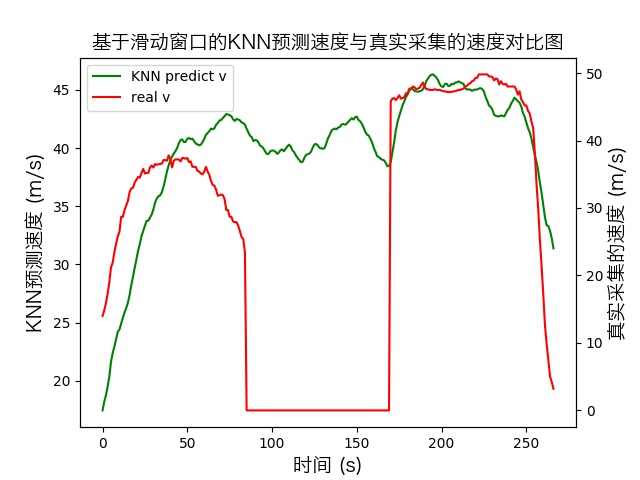 基于滑动窗口的KNN预测速度与真实采集的速度对比图
KNN predict v
real v
KNN预测速度 (m/s)
45
40
35
30
25
20
真实采集的速度 (m/s)
50
40
30
20
10
0
0 50 100 150 200 250
时间 (s)